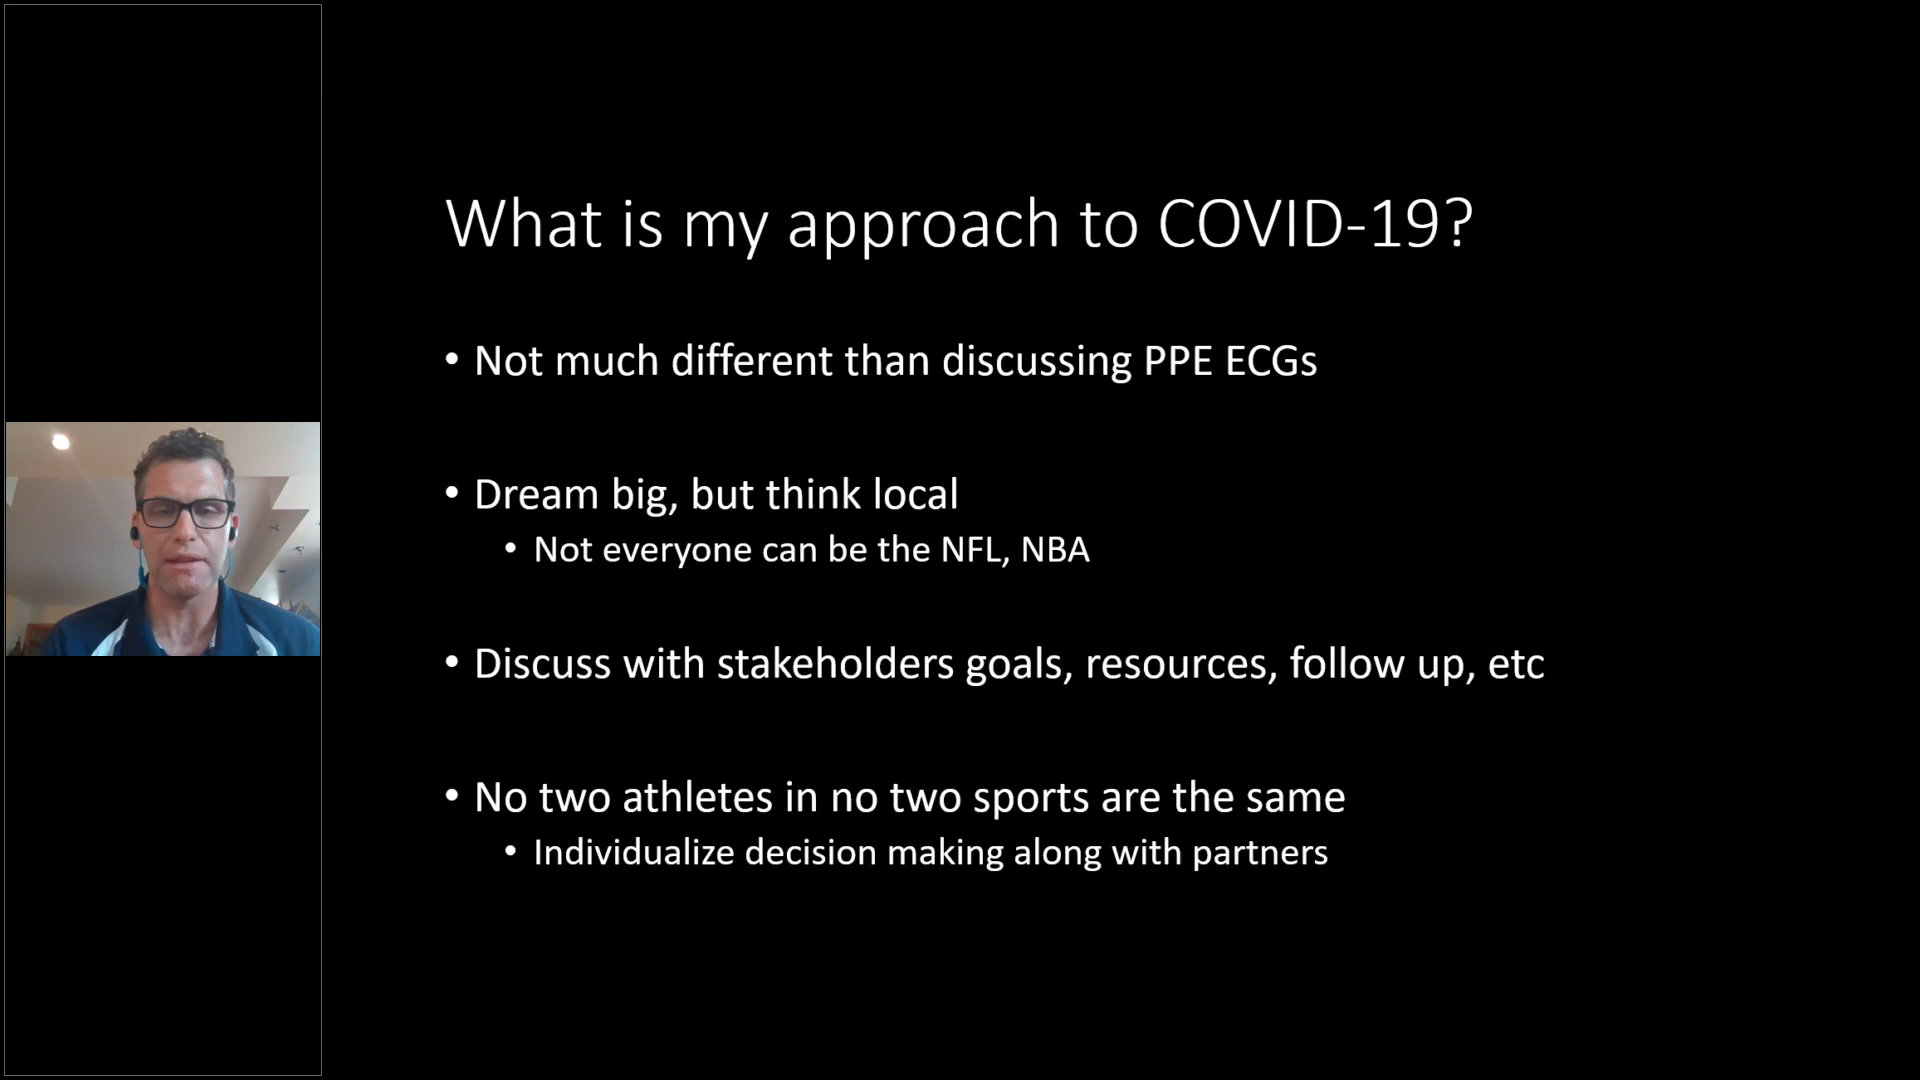 What is my approach to COVID-19?
• Not much different than discussing PPE ECGs
• Dream big, but think local
• Not everyone can be the NFL, NBA
• Discuss with stakeholders goals, resources, follow up, etc
• No two athletes in no two sports are the same
• Individualize decision making along with partners